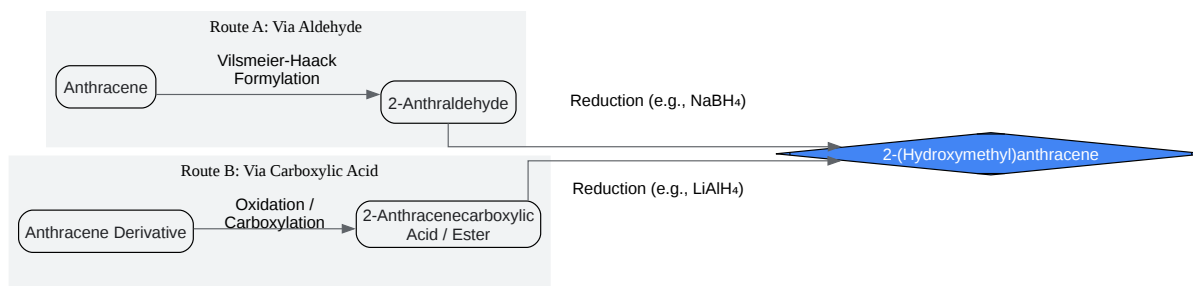 Route A: Via Aldehyde
Vilsmeier-Haack
Formylation
Anthracene
2-Anthraldehyde
Reduction (e.g., NaBH₄)
2-(Hydroxymethyl)anthracene
Route B: Via Carboxylic Acid
Reduction (e.g., LiAlH₄)
Oxidation /
Carboxylation
Anthracene Derivative
2-Anthracenecarboxylic
Acid / Ester